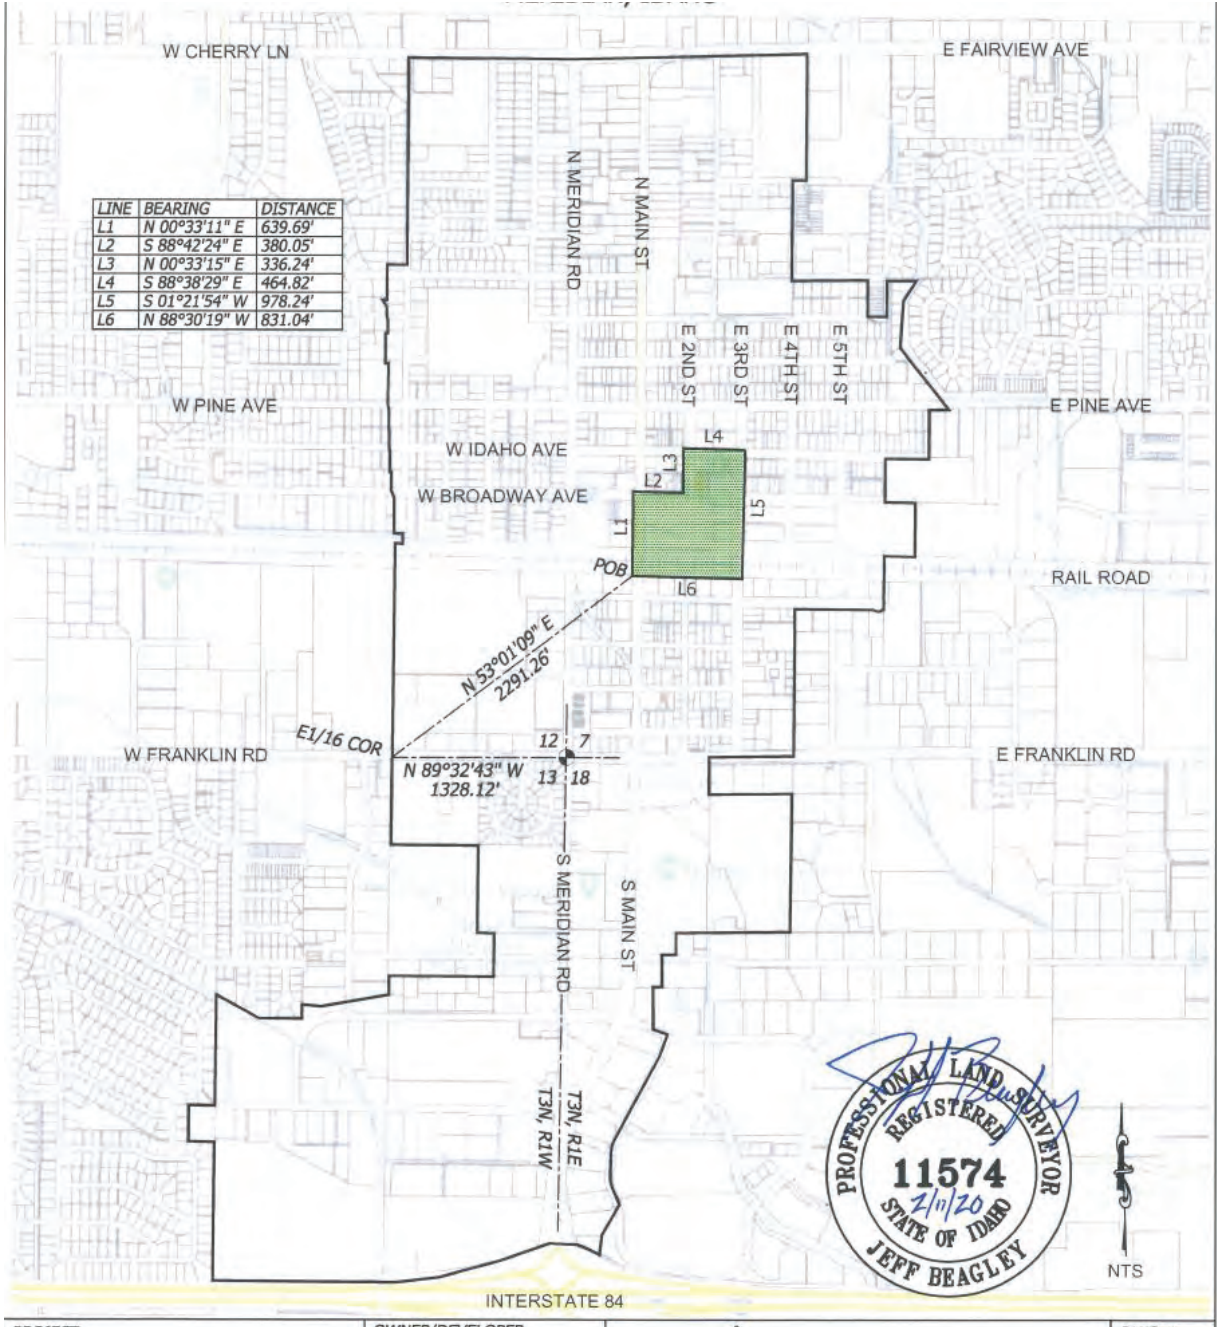 W CHERRY LN
E FAIRVIEW AVE
N MERIDIAN RD
N MAIN ST
LINE BEARING DISTANCE
L1 N 00°33'11" E 639.69'
L2 S 88°42'24" E 380.05'
L3 N 00°33'15" E 336.24'
L4 S 88°38'29" E 464.82'
L5 S 01°21'54" W 978.24'
L6 N 88°30'19" W 831.04'
E 2ND ST
E 3RD ST
E 4TH ST
E 5TH ST
W PINE AVE
E PINE AVE
W IDAHO AVE
L4
L3
L2
W BROADWAY AVE
L1
L5
POB
L6
RAIL ROAD
N 53°01'09" E
2291.26'
E1/16 COR
12 7
13 18
W FRANKLIN RD
E FRANKLIN RD
N 89°32'43" W
1328.12'
S MERIDIAN RD
S MAIN ST
T3N, R1E
T3N, R1W
PROFESSIONAL LAND SURVEYOR
REGISTERED
11574
2/11/20
STATE OF IDAHO
JEFF BEAGLEY
NTS
INTERSTATE 84